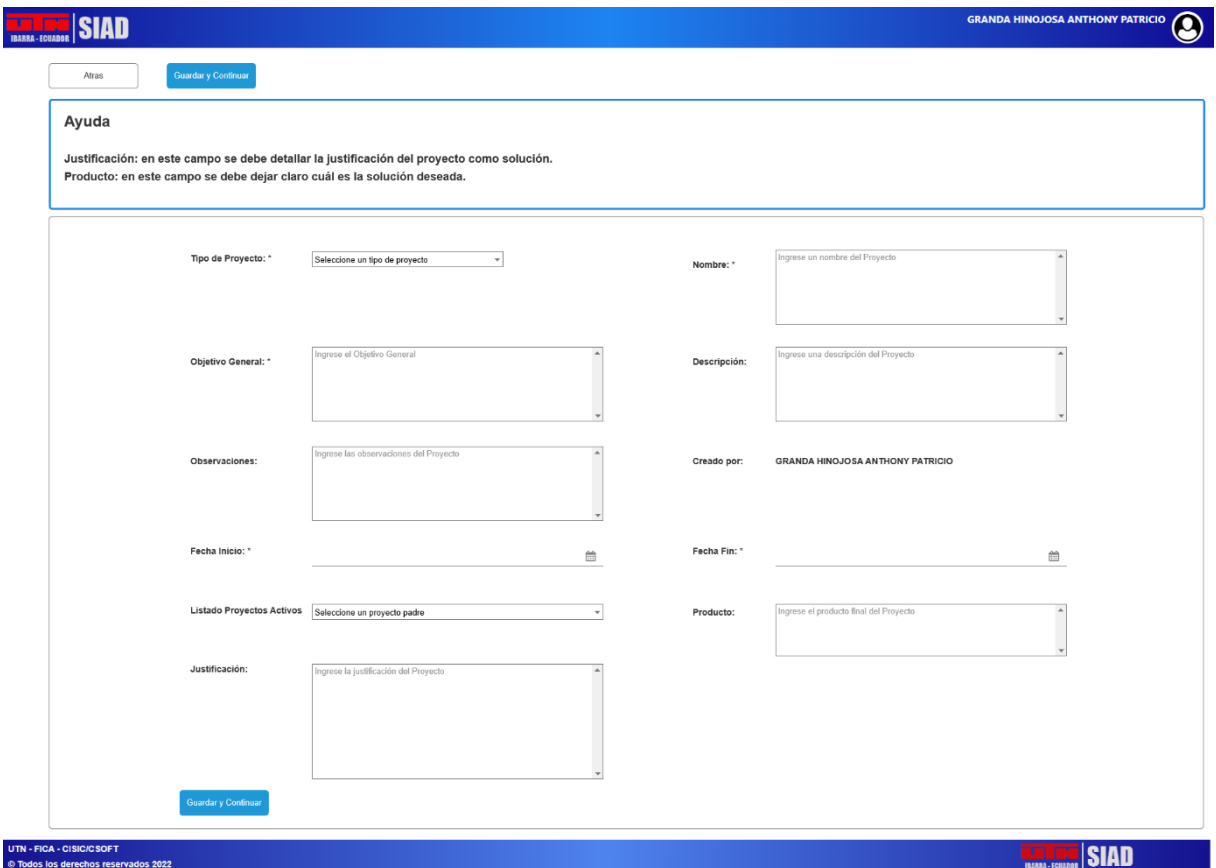 UTN
IBARRA - ECUADOR
SIAD
GRANDA HINOJOSA ANTHONY PATRICIO
Atras
Guardar y Continuar
Ayuda
Justificación: en este campo se debe detallar la justificación del proyecto como solución.
Producto: en este campo se debe dejar claro cuál es la solución deseada.
Tipo de Proyecto: *
Seleccione un tipo de proyecto
Nombre: *
Ingrese un nombre del Proyecto
Objetivo General: *
Ingrese el Objetivo General
Descripción:
Ingrese una descripción del Proyecto
Observaciones:
Ingrese las observaciones del Proyecto
Creado por:
GRANDA HINOJOSA ANTHONY PATRICIO
Fecha Inicio: *
Fecha Fin: *
Listado Proyectos Activos
Seleccione un proyecto padre
Producto:
Ingrese el producto final del Proyecto
Justificación:
Ingrese la justificación del Proyecto
Guardar y Continuar
UTN - FICA - CISIC/CSOFT
© Todos los derechos reservados 2022
UTN
IBARRA - ECUADOR
SIAD